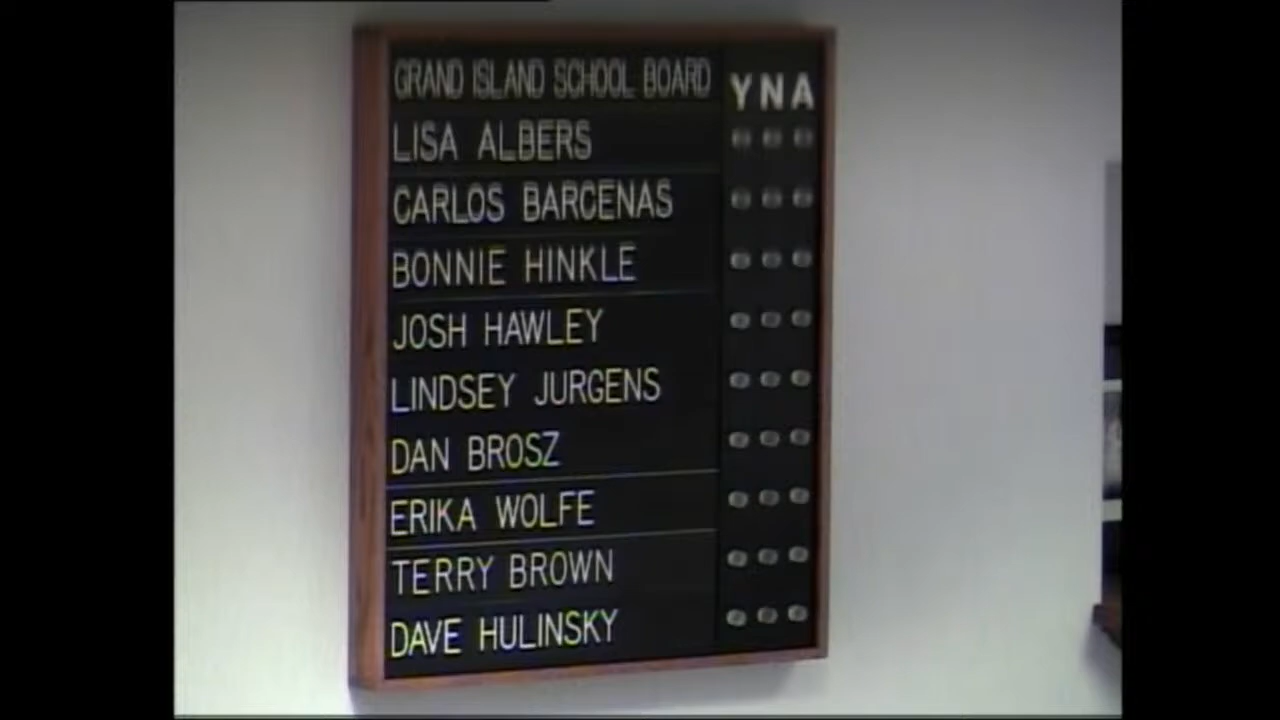 GRAND ISLAND SCHOOL BOARD YNA
LISA ALBERS
CARLOS BARCENAS
BONNIE HINKLE
JOSH HAWLEY
LINDSEY JURGENS
DAN BROSZ
ERIKA WOLFE
TERRY BROWN
DAVE HULINSKY